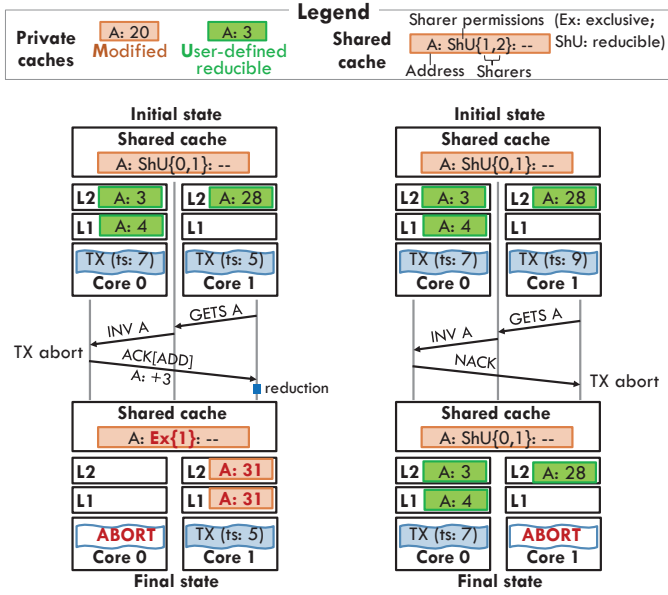 Legend
Private caches
A: 20
Modified
A: 3
User-defined reducible
Shared cache
Sharer permissions
(Ex: exclusive; ShU: reducible)
A: ShU{1,2}: --
Address
Sharers
Initial state
Shared cache
A: ShU{0,1}: --
L2 A: 3
L2 A: 28
L1 A: 4
L1
TX (ts: 7)
TX (ts: 5)
Core 0
Core 1
GETS A
INV A
TX abort
ACK[ADD]
A: +3
reduction
Shared cache
A: Ex{1}: --
L2
L2 A: 31
L1
L1 A: 31
ABORT
TX (ts: 5)
Core 0
Core 1
Final state
Initial state
Shared cache
A: ShU{0,1}: --
L2 A: 3
L2 A: 28
L1 A: 4
L1
TX (ts: 7)
TX (ts: 9)
Core 0
Core 1
GETS A
INV A
NACK
TX abort
Shared cache
A: ShU{0,1}: --
L2 A: 3
L2 A: 28
L1 A: 4
L1
TX (ts: 7)
ABORT
Core 0
Core 1
Final state